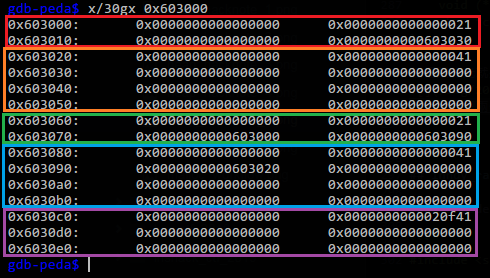 gdb-peda$ x/30gx 0x603000
0x603000: 0x0000000000000000 0x0000000000000021
0x603010: 0x0000000000000000 0x0000000000603030
0x603020: 0x0000000000000000 0x0000000000000041
0x603030: 0x0000000000000000 0x0000000000000000
0x603040: 0x0000000000000000 0x0000000000000000
0x603050: 0x0000000000000000 0x0000000000000000
0x603060: 0x0000000000000000 0x0000000000000021
0x603070: 0x0000000000603000 0x0000000000603090
0x603080: 0x0000000000000000 0x0000000000000041
0x603090: 0x0000000000603020 0x0000000000000000
0x6030a0: 0x0000000000000000 0x0000000000000000
0x6030b0: 0x0000000000000000 0x0000000000000000
0x6030c0: 0x0000000000000000 0x0000000000020f41
0x6030d0: 0x0000000000000000 0x0000000000000000
0x6030e0: 0x0000000000000000 0x0000000000000000
gdb-peda$